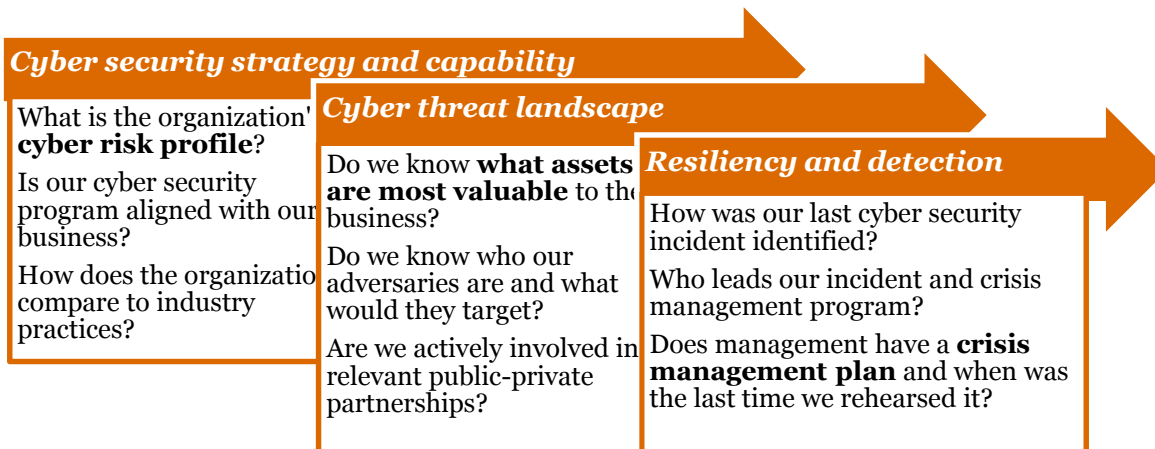 Cyber security strategy and capability
What is the organization'
cyber risk profile?
Is our cyber security
program aligned with our
business?
How does the organizatio
compare to industry
practices?
Cyber threat landscape
Do we know what assets
are most valuable to the
business?
Do we know who our
adversaries are and what
would they target?
Are we actively involved in
relevant public-private
partnerships?
Resiliency and detection
How was our last cyber security
incident identified?
Who leads our incident and crisis
management program?
Does management have a crisis
management plan and when was
the last time we rehearsed it?